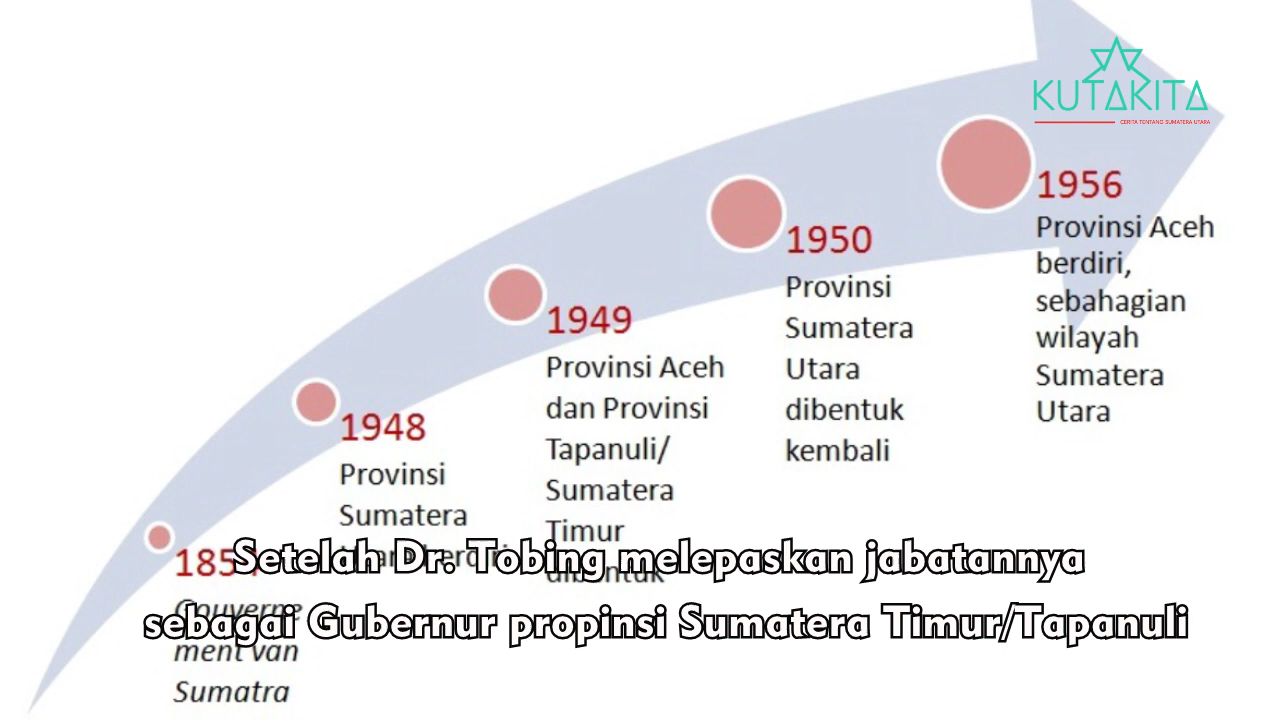 KUTAKITA
CERITA TENTANG SUMATERA UTARA
1956
Provinsi Aceh
berdiri,
sebahagian
wilayah
Sumatera
Utara
1950
Provinsi
Sumatera
Utara
dibentuk
kembali
1949
Provinsi Aceh
dan Provinsi
Tapanuli/
Sumatera
Timur
dibentuk
1948
Provinsi
Sumatera
berdiri
Gouverne
ment van
Sumatra
Setelah Dr. Tobing melepaskan jabatannya
sebagai Gubernur propinsi Sumatera Timur/Tapanuli